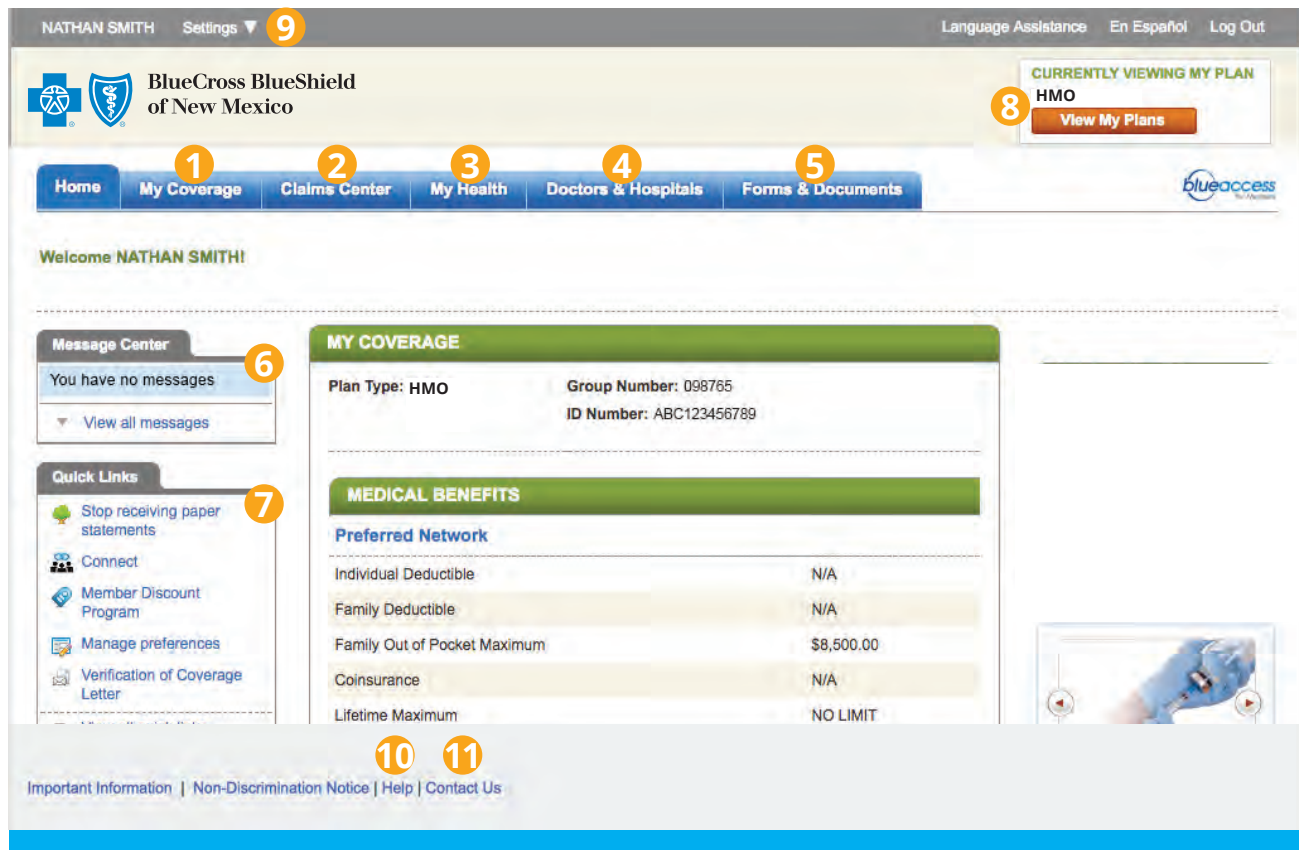 NATHAN SMITH Settings ▼ 9 Language Assistance En Español Log Out
BlueCross BlueShield
of New Mexico
CURRENTLY VIEWING MY PLAN
HMO
8 View My Plans
1 2 3 4 5
Home My Coverage Claims Center My Health Doctors & Hospitals Forms & Documents
blueaccess
Welcome NATHAN SMITH!
Message Center
6
You have no messages
View all messages
Quick Links
7
Stop receiving paper
statements
Connect
Member Discount
Program
Manage preferences
Verification of Coverage
Letter
MY COVERAGE
Plan Type: HMO Group Number: 098765
ID Number: ABC123456789
MEDICAL BENEFITS
Preferred Network
Individual Deductible N/A
Family Deductible N/A
Family Out of Pocket Maximum $8,500.00
Coinsurance N/A
Lifetime Maximum NO LIMIT
10 11
Important Information | Non-Discrimination Notice | Help | Contact Us